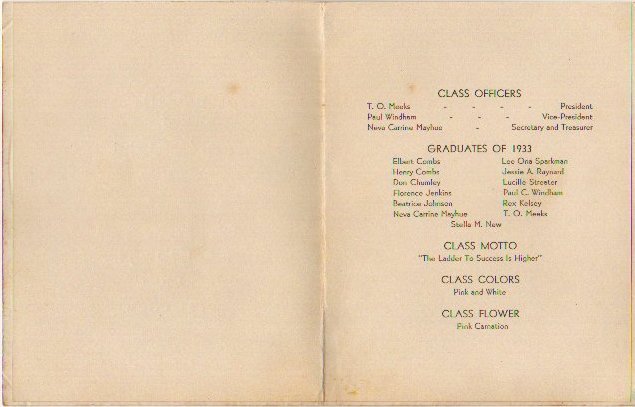 CLASS OFFICERS
T. O. Meeks - - - - President
Paul Windham - - - Vice-President
Neva Carrine Mayhue - Secretary and Treasurer
GRADUATES OF 1933
Elbert Combs Lee Ona Sparkman
Henry Combs Jessie A. Raynard
Don Chumley Lucille Streater
Florence Jenkins Paul C. Windham
Beatrice Johnson Rex Kelsey
Neva Carrine Mayhue T. O. Meeks
Stella M. New
CLASS MOTTO
"The Ladder To Success Is Higher"
CLASS COLORS
Pink and White
CLASS FLOWER
Pink Carnation